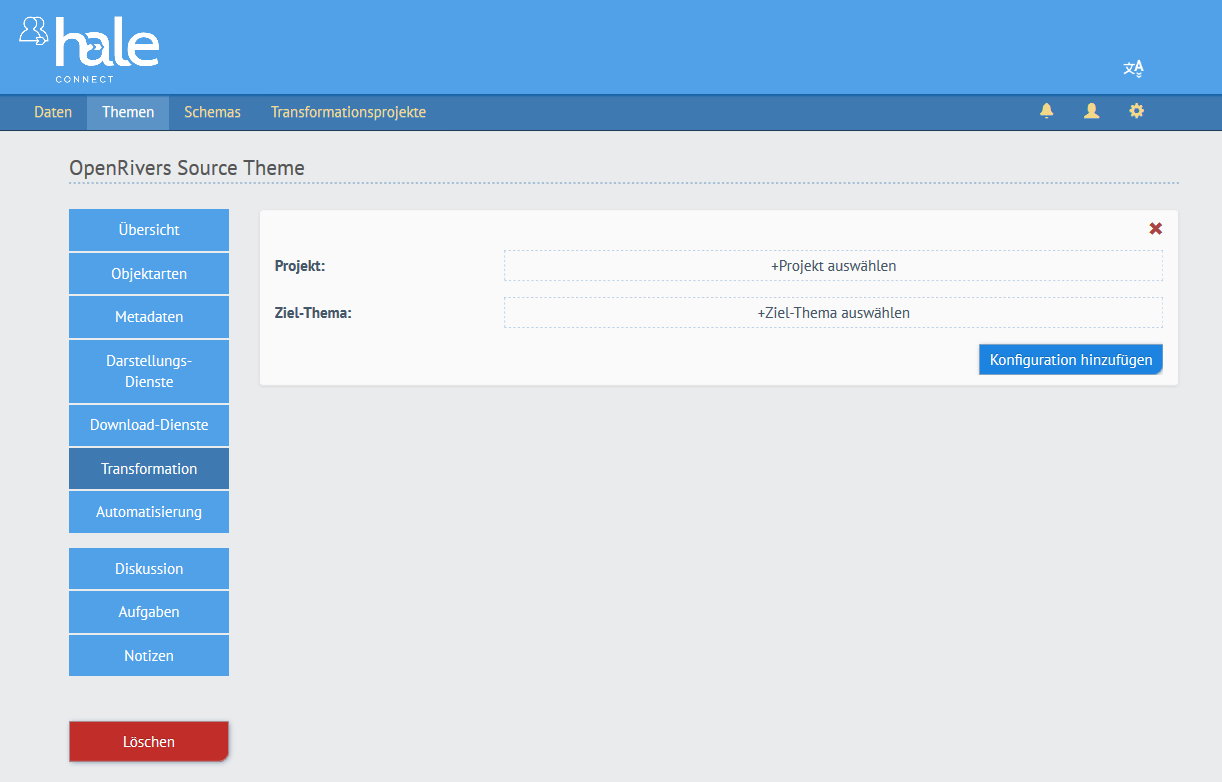 hale
CONNECT
Daten Themen Schemas Transformationsprojekte
OpenRivers Source Theme
Übersicht
Objektarten
Metadaten
Darstellungs-
Dienste
Download-Dienste
Transformation
Automatisierung
Diskussion
Aufgaben
Notizen
Löschen
Projekt: +Projekt auswählen
Ziel-Thema: +Ziel-Thema auswählen
Konfiguration hinzufügen